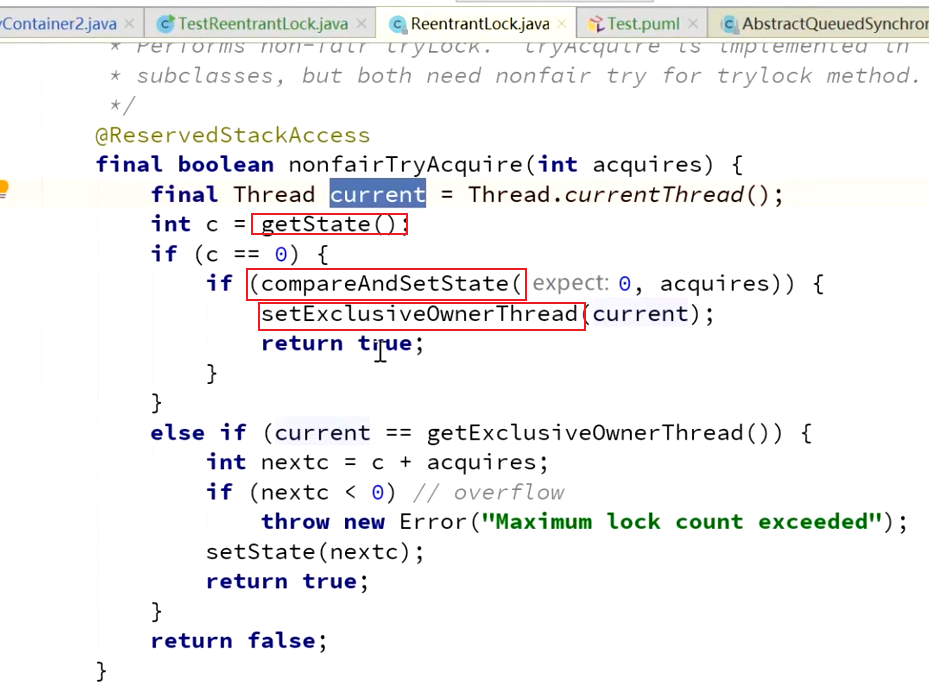 yContainer2.java × TestReentrantLock.java × ReentrantLock.java × Test.puml × AbstractQueuedSynchron
* Performs non-fair tryLock. tryAcquire is implemented in
* subclasses, but both need nonfair try for trylock method.
*/
@ReservedStackAccess
final boolean nonfairTryAcquire(int acquires) {
final Thread current = Thread.currentThread();
int c = getState();
if (c == 0) {
if (compareAndSetState( expect: 0, acquires)) {
setExclusiveOwnerThread(current);
return true;
}
}
else if (current == getExclusiveOwnerThread()) {
int nextc = c + acquires;
if (nextc < 0) // overflow
throw new Error("Maximum lock count exceeded");
setState(nextc);
return true;
}
return false;
}